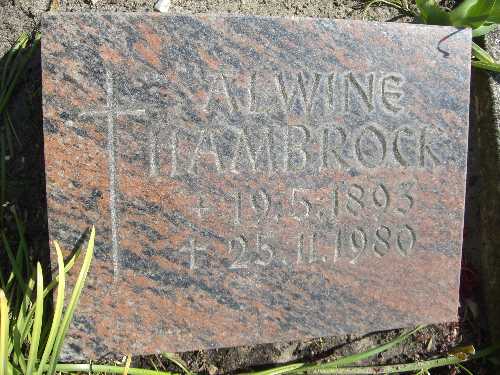 ALWINE
HAMBROCK
* 19.5.1893
+ 25.11.1980